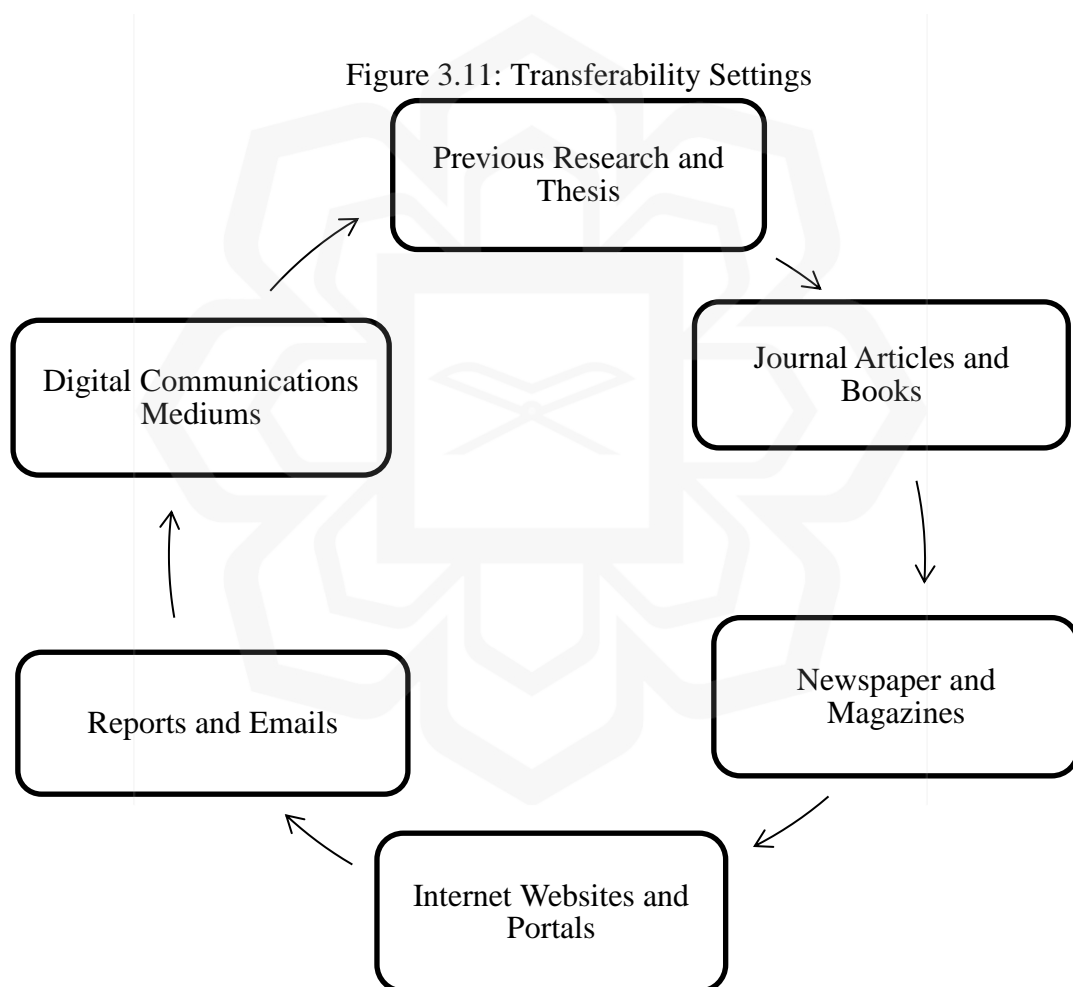 Figure 3.11: Transferability Settings
Previous Research and
Thesis
Journal Articles and
Books
Newspaper and
Magazines
Internet Websites and
Portals
Reports and Emails
Digital Communications
Mediums